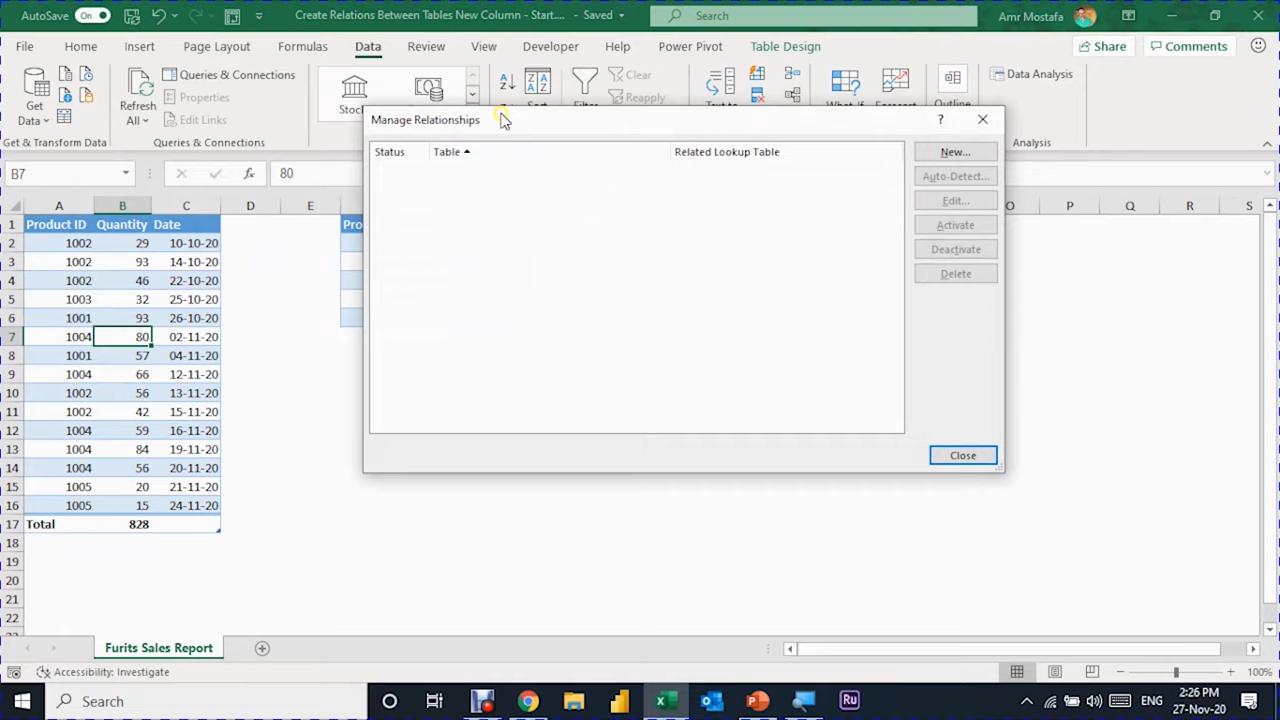 AutoSave On
Create Relations Between Tables New Column - Start.... - Saved
Search
Amr Mostafa
File Home Insert Page Layout Formulas Data Review View Developer Help Power Pivot Table Design Share Comments
Get Data
Refresh All
Queries & Connections
Properties
Edit Links
Clear
Reapply
Data Analysis
Get & Transform Data
Queries & Connections
Analysis
B7
80
Manage Relationships
Status Table Related Lookup Table
New...
Auto-Detect...
Edit...
Activate
Deactivate
Delete
Close
A B C D E O P Q R S
1 Product ID Quantity Date
2 1002 29 10-10-20
3 1002 93 14-10-20
4 1002 46 22-10-20
5 1003 32 25-10-20
6 1001 93 26-10-20
7 1004 80 02-11-20
8 1001 57 04-11-20
9 1004 66 12-11-20
10 1002 56 13-11-20
11 1002 42 15-11-20
12 1004 59 16-11-20
13 1004 84 19-11-20
14 1004 56 20-11-20
15 1005 20 21-11-20
16 1005 15 24-11-20
17 Total 828
18
19
20
21
22
Furits Sales Report
Accessibility: Investigate
100%
Search
Ru
ENG
2:26 PM
27-Nov-20